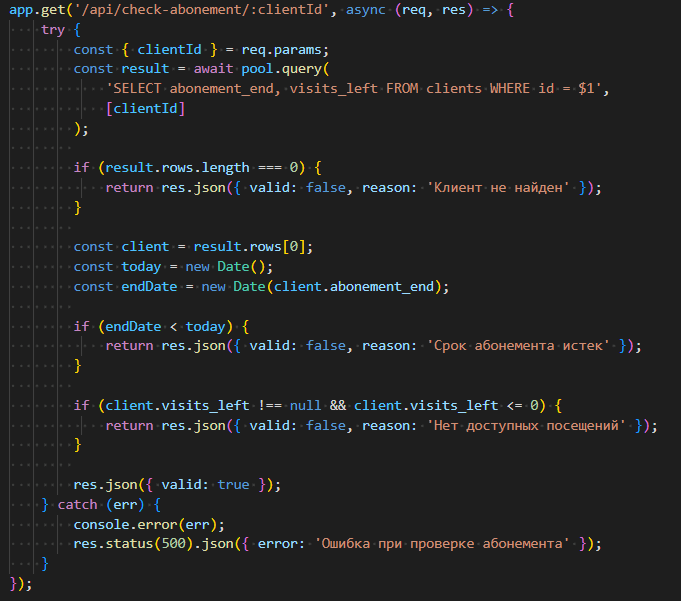 app.get('/api/check-abonement/:clientId', async (req, res) => {
    try {
        const { clientId } = req.params;
        const result = await pool.query(
            'SELECT abonement_end, visits_left FROM clients WHERE id = $1',
            [clientId]
        );

        if (result.rows.length === 0) {
            return res.json({ valid: false, reason: 'Клиент не найден' });
        }

        const client = result.rows[0];
        const today = new Date();
        const endDate = new Date(client.abonement_end);

        if (endDate < today) {
            return res.json({ valid: false, reason: 'Срок абонемента истек' });
        }

        if (client.visits_left !== null && client.visits_left <= 0) {
            return res.json({ valid: false, reason: 'Нет доступных посещений' });
        }

        res.json({ valid: true });
    } catch (err) {
        console.error(err);
        res.status(500).json({ error: 'Ошибка при проверке абонемента' });
    }
});